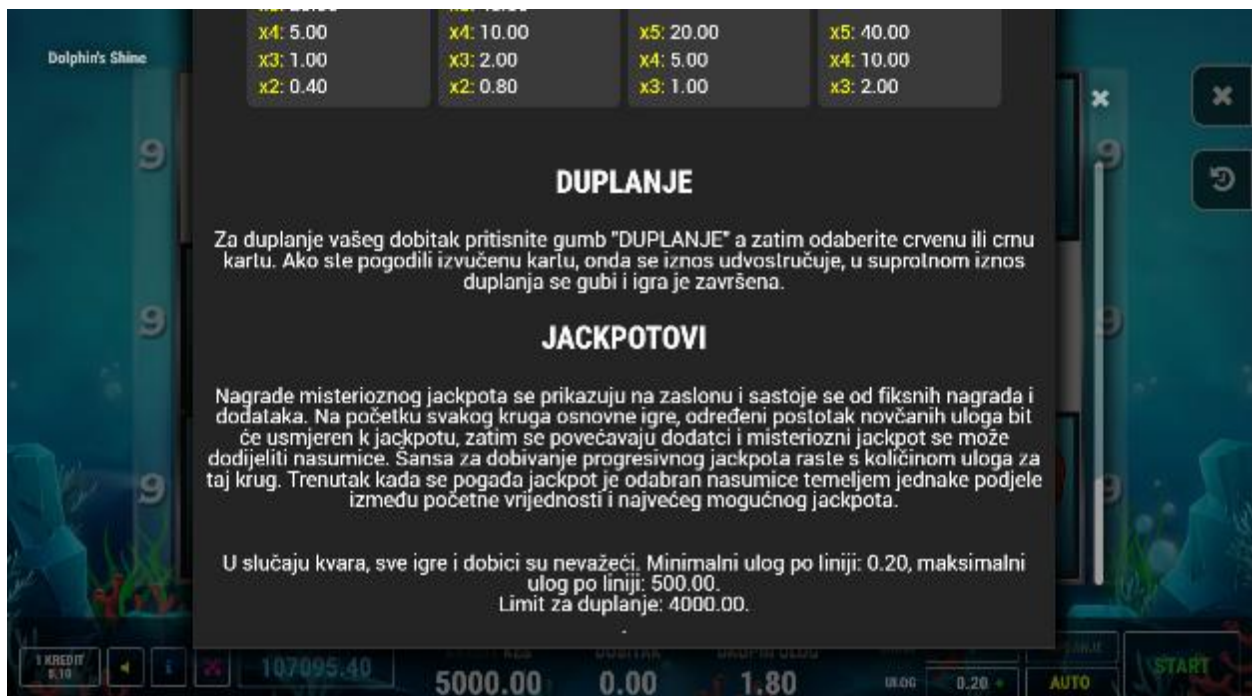 Dolphin's Shine
x4: 5.00
x3: 1.00
x2: 0.40
x4: 10.00
x3: 2.00
x2: 0.80
x5: 20.00
x4: 5.00
x3: 1.00
x5: 40.00
x4: 10.00
x3: 2.00
9
9
DUPLANJE
Za duplanje vašeg dobitak pritisnite gumb "DUPLANJE" a zatim odaberite crvenu ili crnu
kartu. Ako ste pogodili izvučenu kartu, onda se iznos udvostručuje, u suprotnom iznos
duplanja se gubi i igra je završena.
9
9
JACKPOTOVI
Nagrade misterioznog jackpota se prikazuju na zaslonu i sastoje se od fiksnih nagrada i
dodataka. Na početku svakog kruga osnovne igre, određeni postotak novčanih uloga bit
će usmjeren k jackpotu, zatim se povećavaju dodatci i misteriozni jackpot se može
dodijeliti nasumice. Šansa za dobivanje progresivnog jackpota raste s količinom uloga za
taj krug. Trenutak kada se pogađa jackpot je odabran nasumice temeljem jednake podjele
između početne vrijednosti i najvećeg mogućnog jackpota.
9
9
U slučaju kvara, sve igre i dobici su nevažeći. Minimalni ulog po liniji: 0.20, maksimalni
ulog po liniji: 500.00.
Limit za duplanje: 4000.00.
.
1 KREDIT
0.10
107095.40
5000.00
0.00
1.80
ULOG
0.20 +
AUTO
START